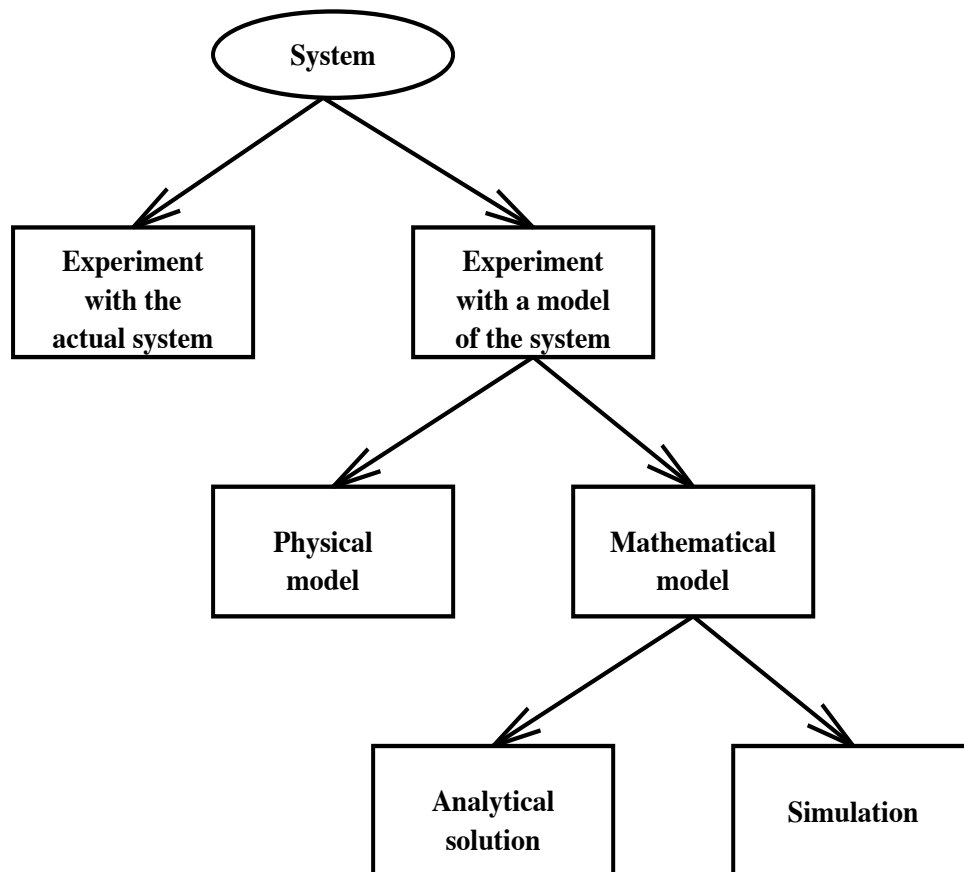 System
Experiment
with the
actual system
Experiment
with a model
of the system
Physical
model
Mathematical
model
Analytical
solution
Simulation